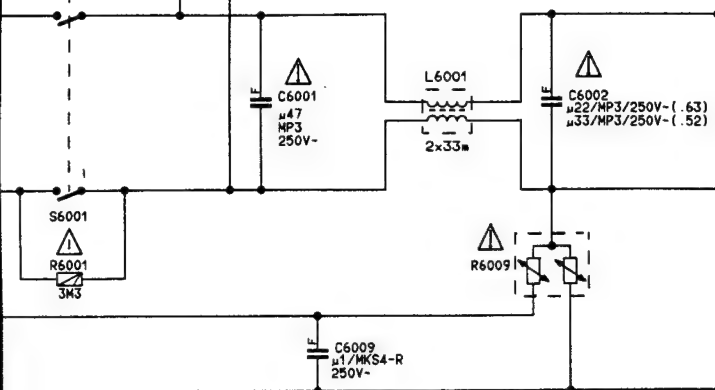 F
C6001
µ47
MP3
250V~
L6001
2x33m
F
C6002
µ22/MP3/250V~(.63)
µ33/MP3/250V~(.52)
S6001
R6001
3M3
R6009
F
C6009
µ1/MKS4-R
250V~